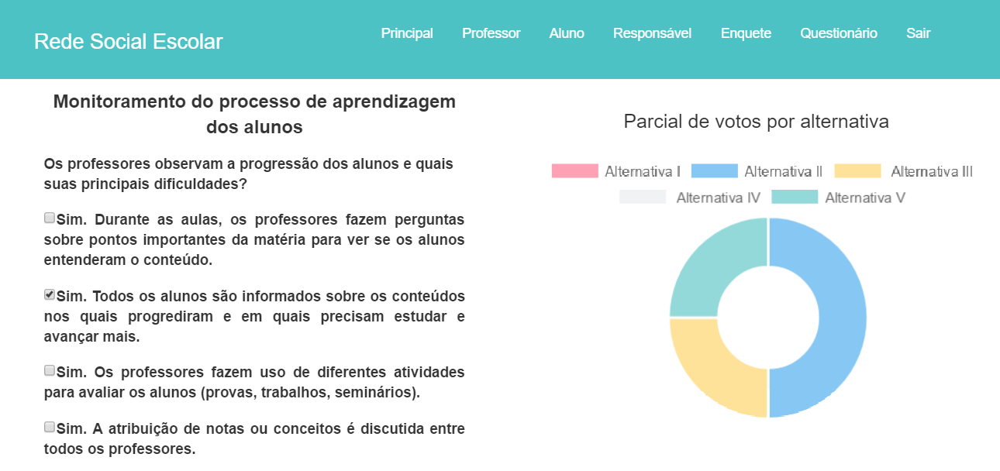 Rede Social Escolar
Principal Professor Aluno Responsável Enquete Questionário Sair
Monitoramento do processo de aprendizagem
dos alunos
Os professores observam a progressão dos alunos e quais
suas principais dificuldades?
Sim. Durante as aulas, os professores fazem perguntas
sobre pontos importantes da matéria para ver se os alunos
entenderam o conteúdo.
Sim. Todos os alunos são informados sobre os conteúdos
nos quais progrediram e em quais precisam estudar e
avançar mais.
Sim. Os professores fazem uso de diferentes atividades
para avaliar os alunos (provas, trabalhos, seminários).
Sim. A atribuição de notas ou conceitos é discutida entre
todos os professores.
Parcial de votos por alternativa
Alternativa I Alternativa II Alternativa III
Alternativa IV Alternativa V